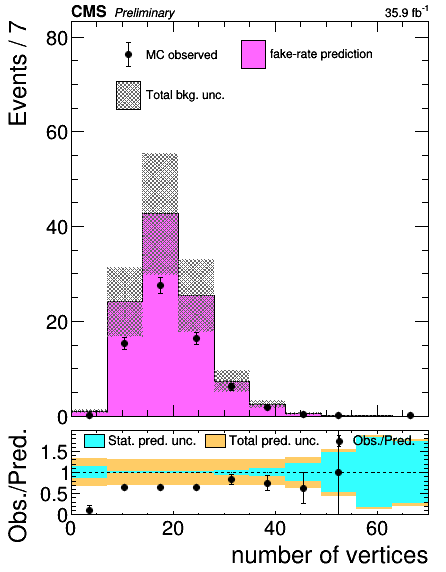 CMS Preliminary 35.9 fb⁻¹
Events / 7
MC observed
fake-rate prediction
Total bkg. unc.
80
60
40
20
0
Obs./Pred.
Stat. pred. unc.
Total pred. unc.
Obs./Pred.
1.5
1
0.5
0
0 20 40 60
number of vertices